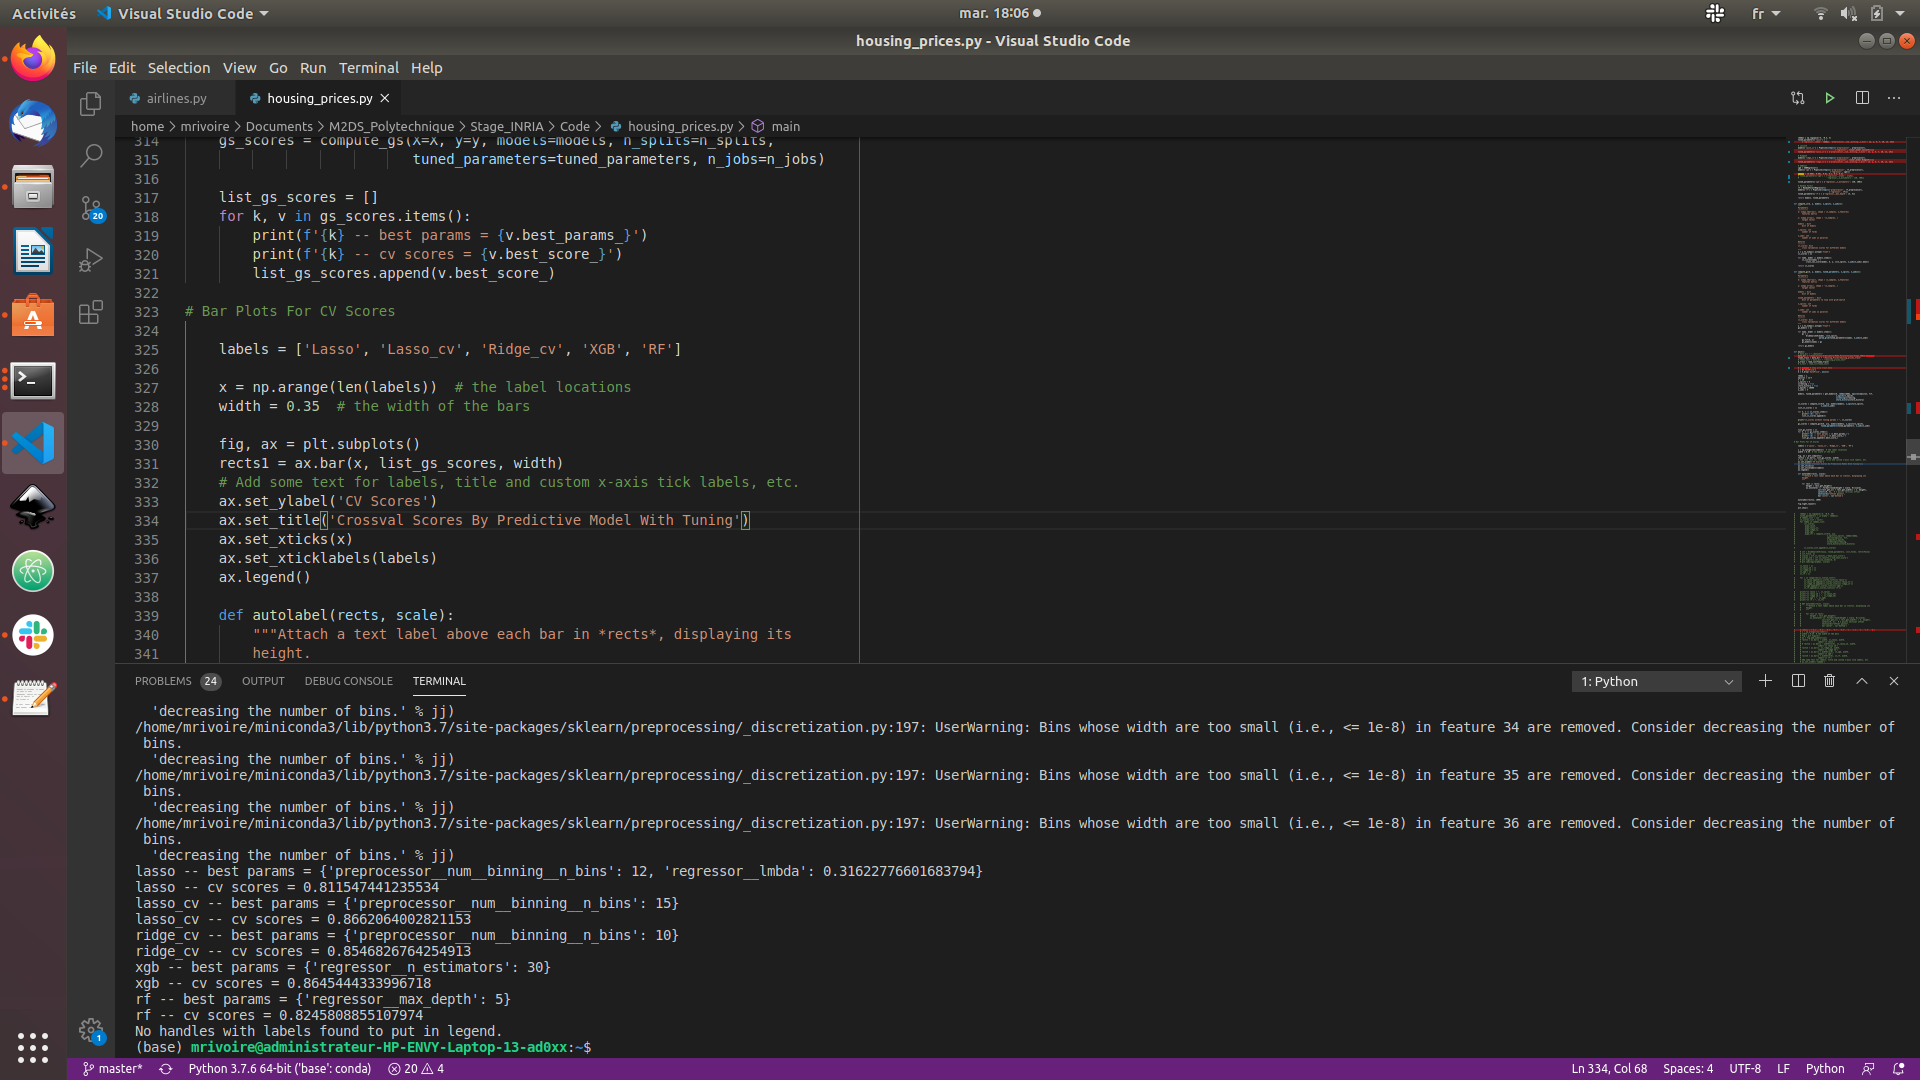 Activités
Visual Studio Code
mar. 18:06
fr
housing_prices.py - Visual Studio Code
File Edit Selection View Go Run Terminal Help
airlines.py
housing_prices.py
home > mrivoire > Documents > M2DS_Polytechnique > Stage_INRIA > Code > housing_prices.py > main
314 gs_scores = compute_gs(X=X, y=y, models=models, n_splits=n_splits,
315 tuned_parameters=tuned_parameters, n_jobs=n_jobs)
316
317 list_gs_scores = []
318 for k, v in gs_scores.items():
319 print(f'{k} -- best params = {v.best_params_}')
320 print(f'{k} -- cv scores = {v.best_score_}')
321 list_gs_scores.append(v.best_score_)
322
323 # Bar Plots For CV Scores
324
325 labels = ['Lasso', 'Lasso_cv', 'Ridge_cv', 'XGB', 'RF']
326
327 x = np.arange(len(labels))  # the label locations
328 width = 0.35  # the width of the bars
329
330 fig, ax = plt.subplots()
331 rects1 = ax.bar(x, list_gs_scores, width)
332 # Add some text for labels, title and custom x-axis tick labels, etc.
333 ax.set_ylabel('CV Scores')
334 ax.set_title('Crossval Scores By Predictive Model With Tuning')
335 ax.set_xticks(x)
336 ax.set_xticklabels(labels)
337 ax.legend()
338
339 def autolabel(rects, scale):
340 """Attach a text label above each bar in *rects*, displaying its
341 height.
20
1
PROBLEMS 24 OUTPUT DEBUG CONSOLE TERMINAL
1: Python
'decreasing the number of bins.' % jj)
/home/mrivoire/miniconda3/lib/python3.7/site-packages/sklearn/preprocessing/_discretization.py:197: UserWarning: Bins whose width are too small (i.e., <= 1e-8) in feature 34 are removed. Consider decreasing the number of
bins.
'decreasing the number of bins.' % jj)
/home/mrivoire/miniconda3/lib/python3.7/site-packages/sklearn/preprocessing/_discretization.py:197: UserWarning: Bins whose width are too small (i.e., <= 1e-8) in feature 35 are removed. Consider decreasing the number of
bins.
'decreasing the number of bins.' % jj)
/home/mrivoire/miniconda3/lib/python3.7/site-packages/sklearn/preprocessing/_discretization.py:197: UserWarning: Bins whose width are too small (i.e., <= 1e-8) in feature 36 are removed. Consider decreasing the number of
bins.
'decreasing the number of bins.' % jj)
lasso -- best params = {'preprocessor__num__binning__n_bins': 12, 'regressor__lmbda': 0.31622776601683794}
lasso -- cv scores = 0.811547441235534
lasso_cv -- best params = {'preprocessor__num__binning__n_bins': 15}
lasso_cv -- cv scores = 0.8662064002821153
ridge_cv -- best params = {'preprocessor__num__binning__n_bins': 10}
ridge_cv -- cv scores = 0.8546826764254913
xgb -- best params = {'regressor__n_estimators': 30}
xgb -- cv scores = 0.8645444333996718
rf -- best params = {'regressor__max_depth': 5}
rf -- cv scores = 0.8245808855107974
No handles with labels found to put in legend.
(base) mrivoire@administrateur-HP-ENVY-Laptop-13-ad0xx:~$
master* Python 3.7.6 64-bit ('base': conda) 20 4
Ln 334, Col 68 Spaces: 4 UTF-8 LF Python